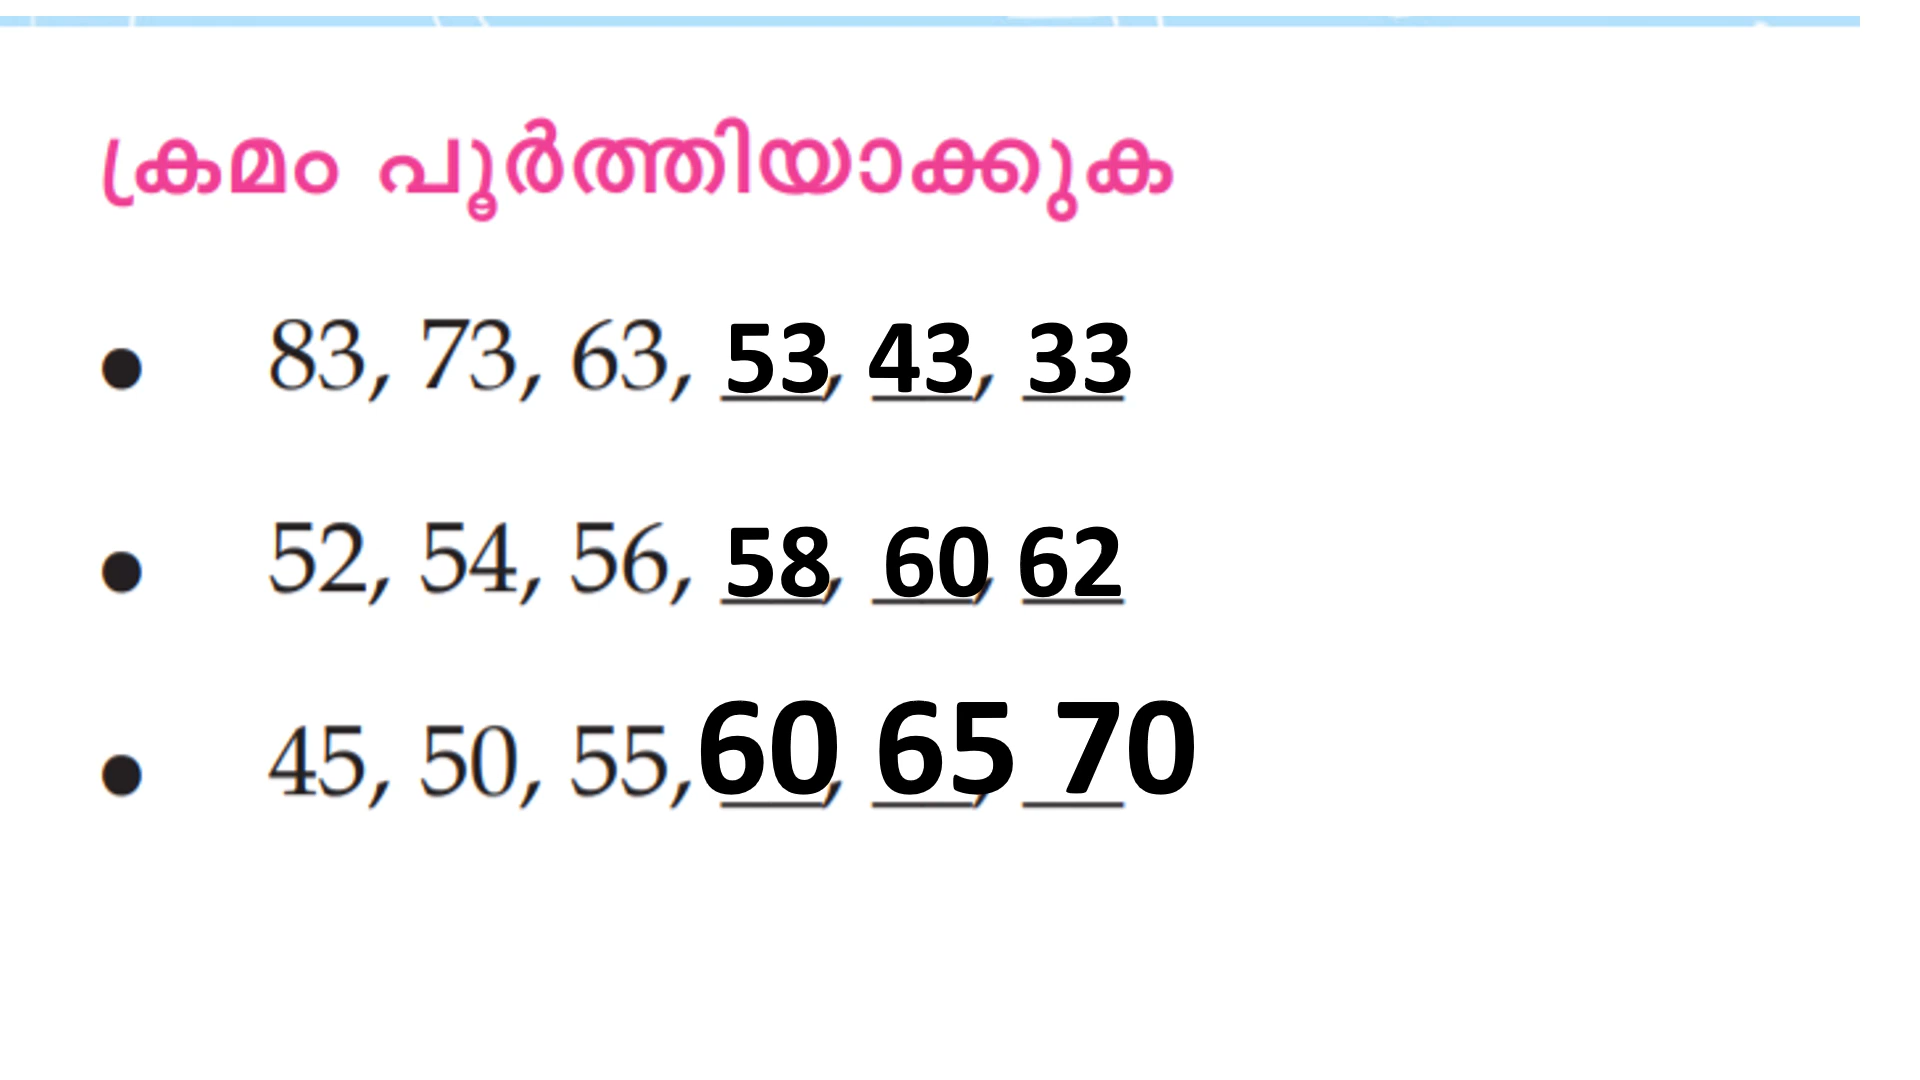 ക്രമം പൂർത്തിയാക്കുക
● 83, 73, 63, 53, 43, 33
● 52, 54, 56, 58, 60, 62
● 45, 50, 55, 60, 65, 70